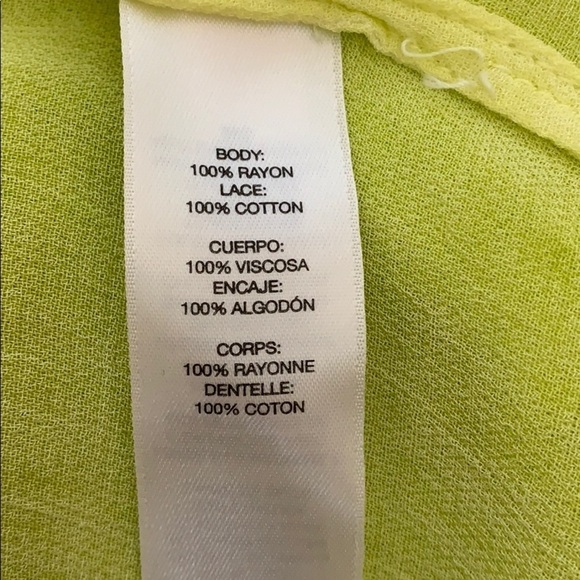 BODY:
100% RAYON
LACE:
100% COTTON
CUERPO:
100% VISCOSA
ENCAJE:
100% ALGODÓN
CORPS:
100% RAYONNE
DENTELLE:
100% COTON